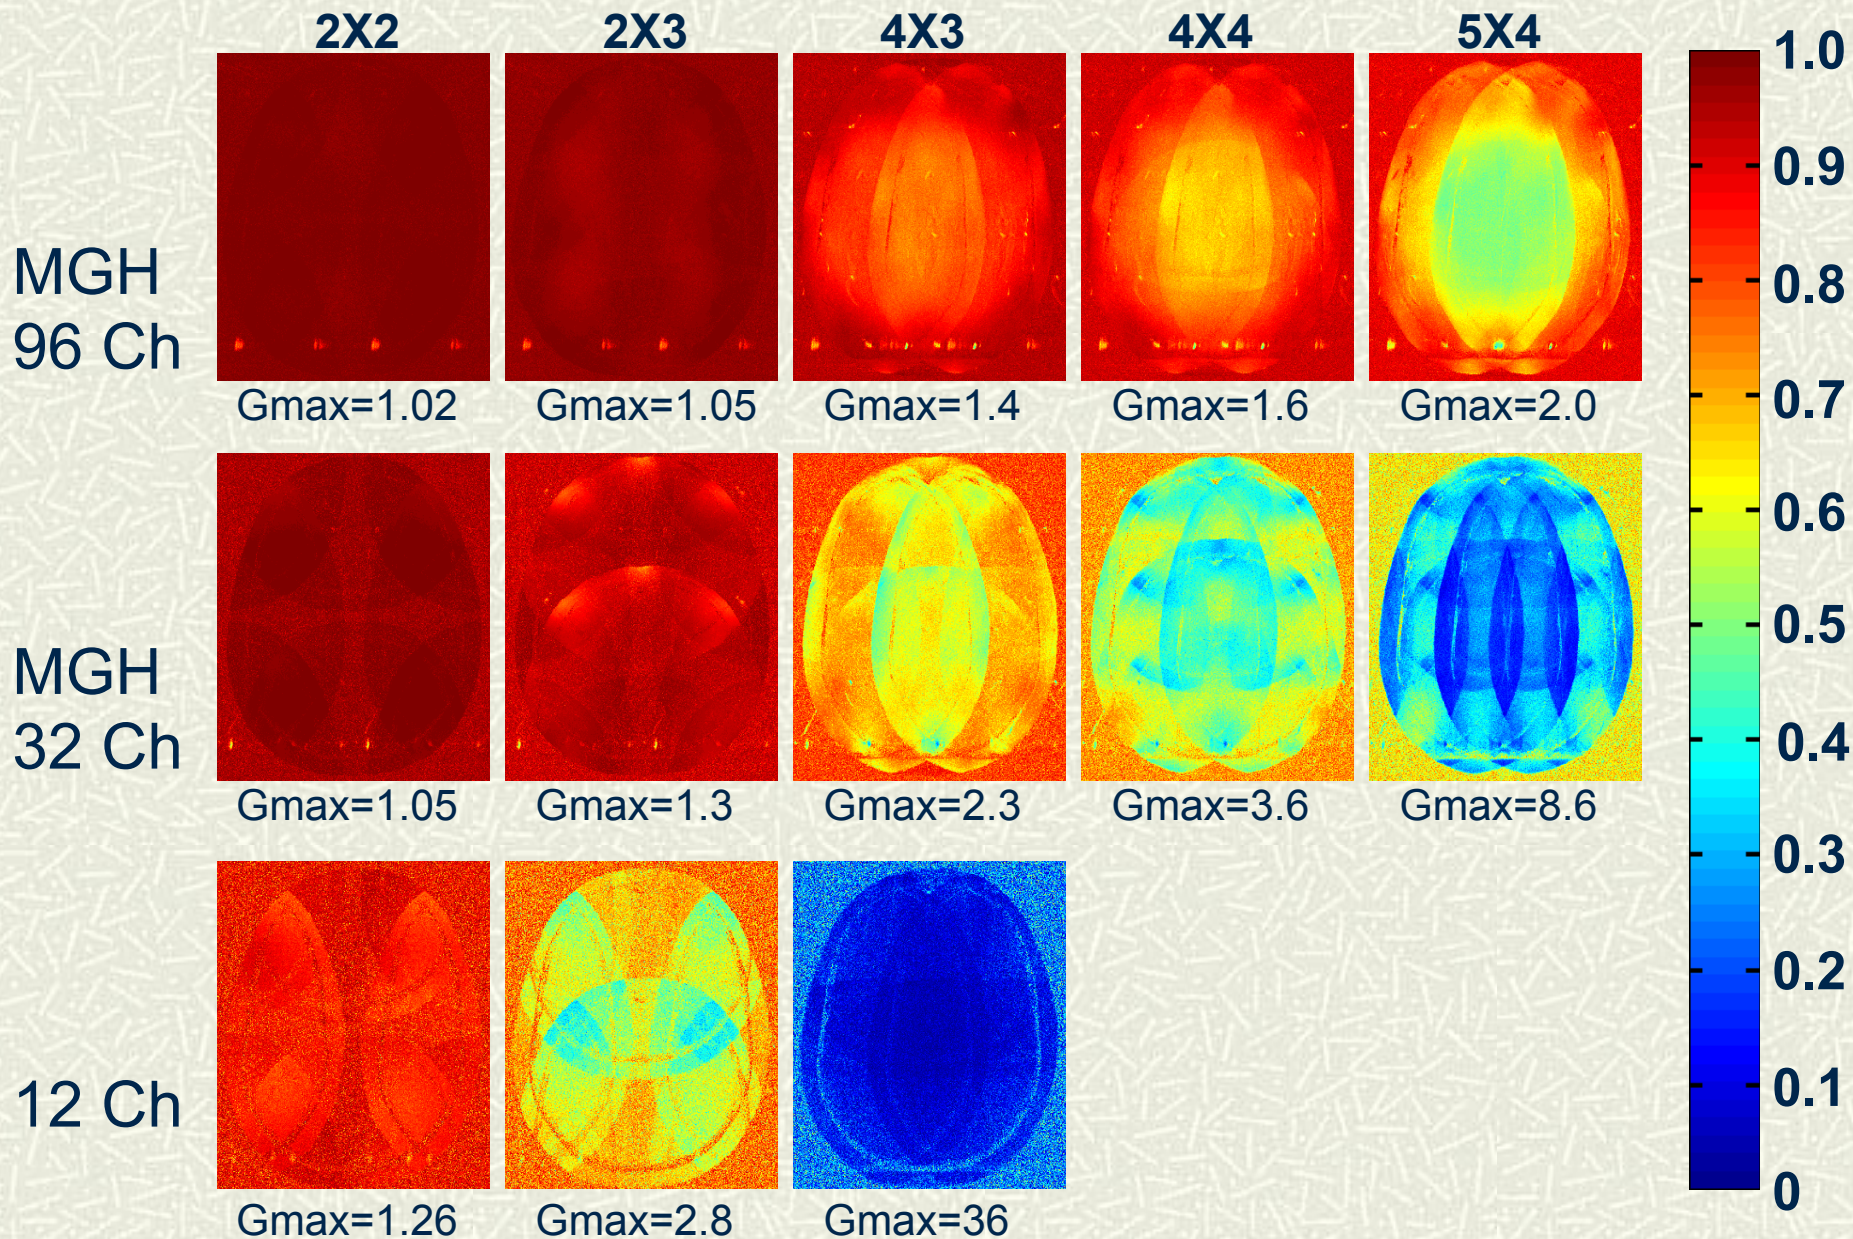 2X2 2X3 4X3 4X4 5X4
1.0
0.9
0.8
0.7
0.6
0.5
0.4
0.3
0.2
0.1
0
MGH
96 Ch
Gmax=1.02 Gmax=1.05 Gmax=1.4 Gmax=1.6 Gmax=2.0
MGH
32 Ch
Gmax=1.05 Gmax=1.3 Gmax=2.3 Gmax=3.6 Gmax=8.6
12 Ch
Gmax=1.26 Gmax=2.8 Gmax=36